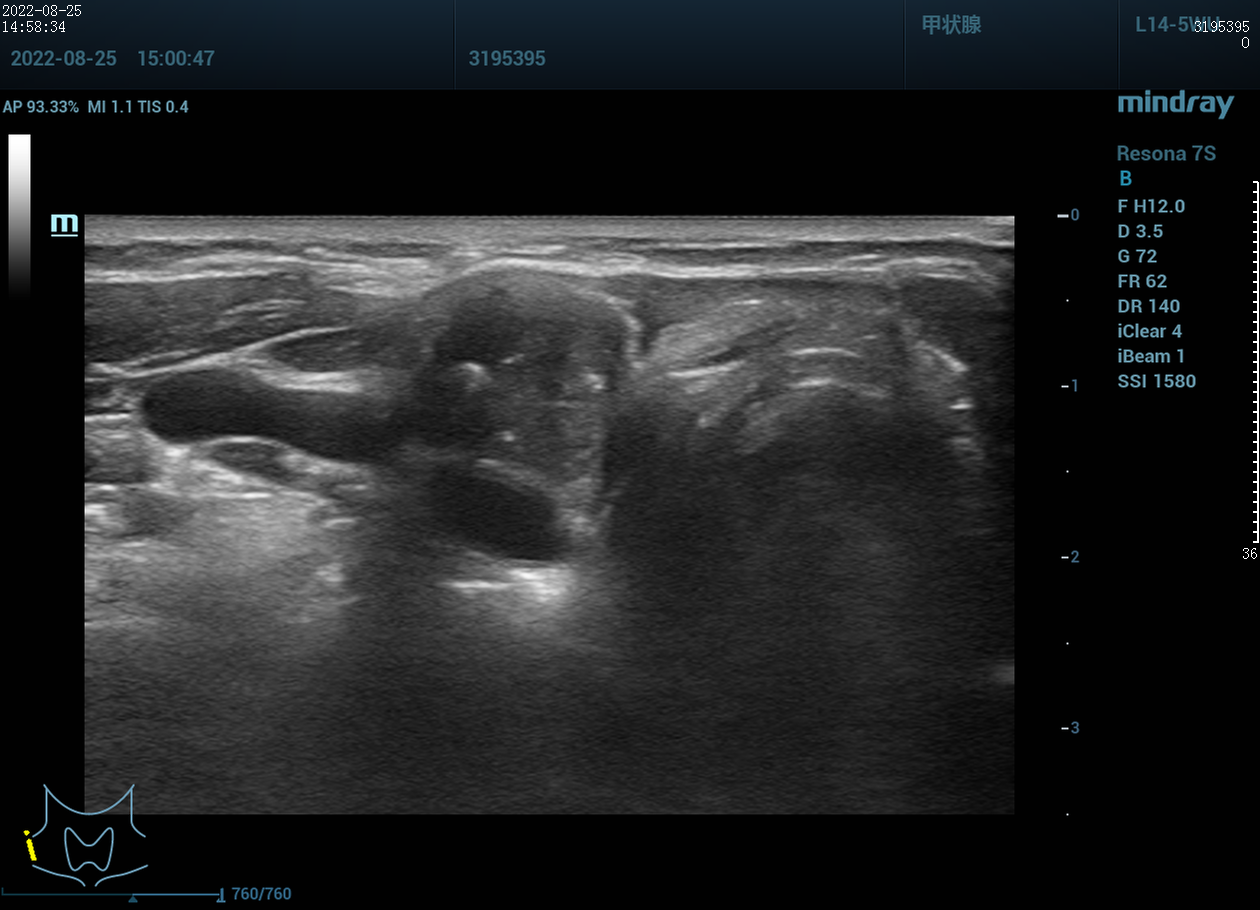 2022-08-25
14:58:34
甲状腺
L14-5WU
3195395
0
2022-08-25 15:00:47
3195395
AP 93.33% MI 1.1 TIS 0.4
mindray
Resona 7S
B
F H12.0
D 3.5
G 72
FR 62
DR 140
iClear 4
iBeam 1
SSI 1580
m
0
1
2
3
36
760/760